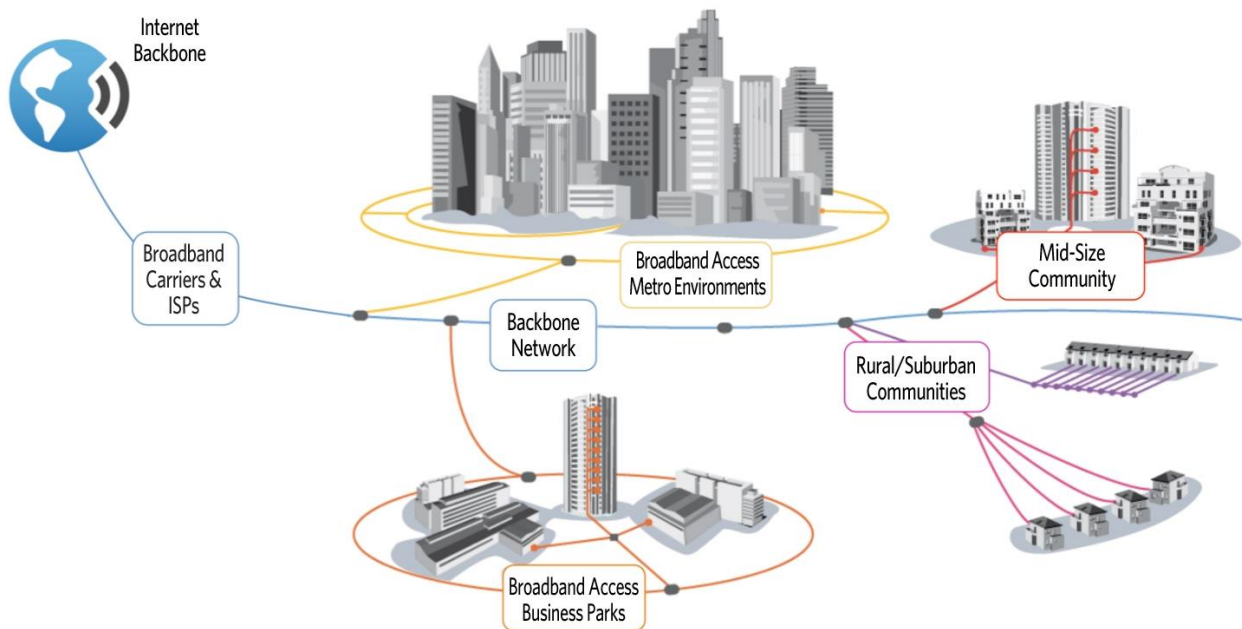 Internet
Backbone
Broadband
Carriers &
ISPs
Broadband Access
Metro Environments
Mid-Size
Community
Backbone
Network
Rural/Suburban
Communities
Broadband Access
Business Parks